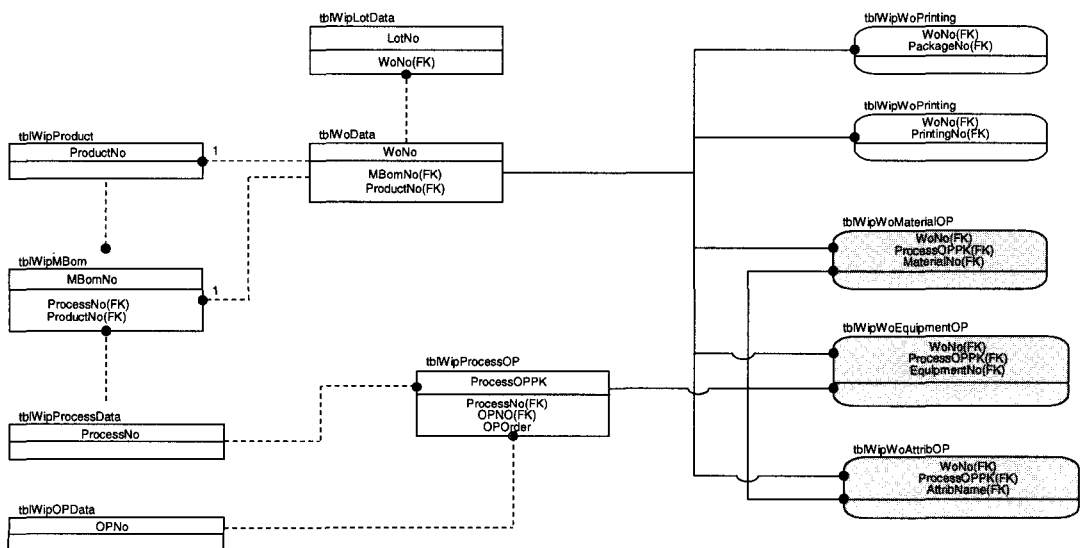 tblWipLotData
LotNo
WoNo(FK)
tblWipWoPrinting
WoNo(FK)
PackageNo(FK)
tblWipWoPrinting
WoNo(FK)
PrintingNo(FK)
tblWipProduct
ProductNo
1
tblWoData
WoNo
MBomNo(FK)
ProductNo(FK)
tblWipWoMaterialOP
WoNo(FK)
ProcessOPPK(FK)
MaterialNo(FK)
tblWipMBom
MBomNo
1
ProcessNo(FK)
ProductNo(FK)
tblWipWoEquipmentOP
WoNo(FK)
ProcessOPPK(FK)
EquipmentNo(FK)
tblWipProcessOP
ProcessOPPK
ProcessNo(FK)
OPNO(FK)
OPOrder
tblWipProcessData
ProcessNo
tblWipWoAttribOP
WoNo(FK)
ProcessOPPK(FK)
AttribName(FK)
tblWipOPData
OPNo